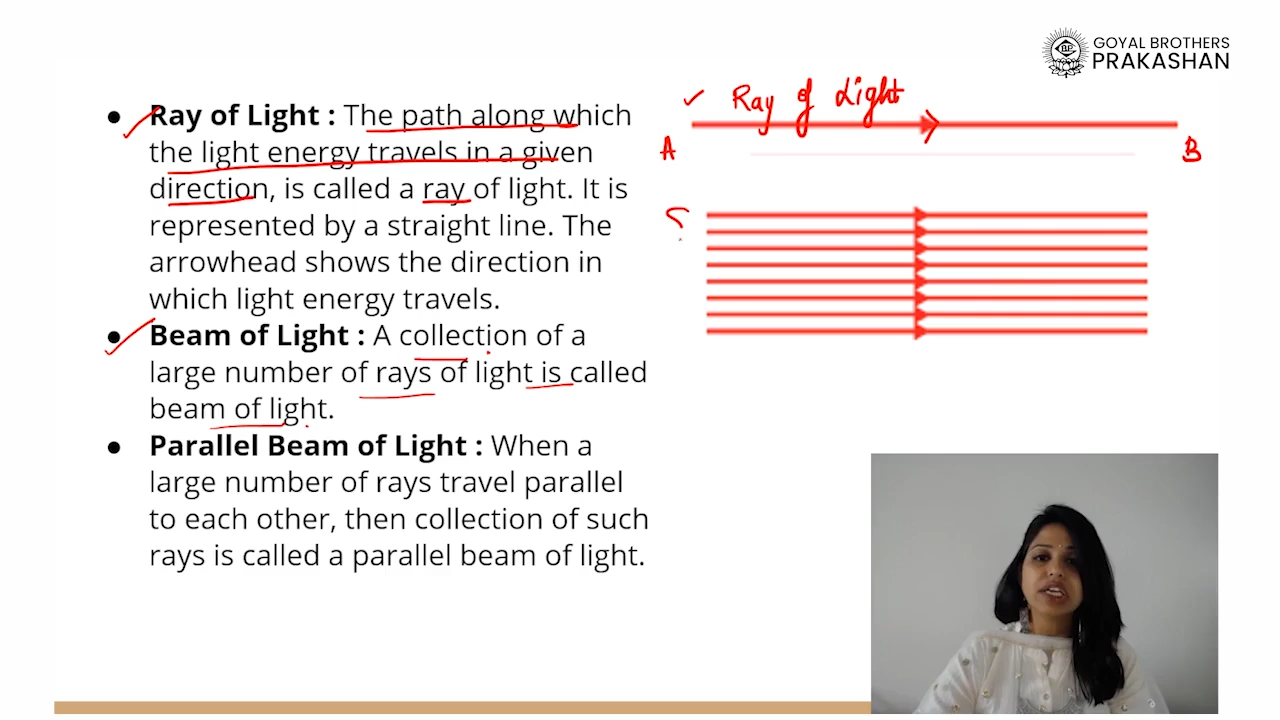 GOYAL BROTHERS
PRAKASHAN
● Ray of Light : The path along which
the light energy travels in a given
direction, is called a ray of light. It is
represented by a straight line. The
arrowhead shows the direction in
which light energy travels.
● Beam of Light : A collection of a
large number of rays of light is called
beam of light.
● Parallel Beam of Light : When a
large number of rays travel parallel
to each other, then collection of such
rays is called a parallel beam of light.
Ray of Light
A B